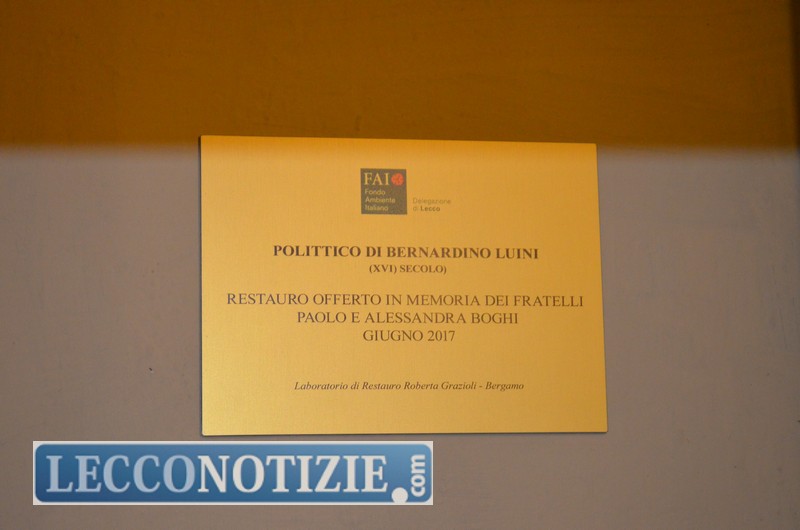 FAI
Fondo
Ambiente
Italiano
Delegazione
di Lecco
POLITTICO DI BERNARDINO LUINI
(XVI) SECOLO)
RESTAURO OFFERTO IN MEMORIA DEI FRATELLI
PAOLO E ALESSANDRA BOGHI
GIUGNO 2017
Laboratorio di Restauro Roberta Grazioli - Bergamo
LECCONOTIZIE.com